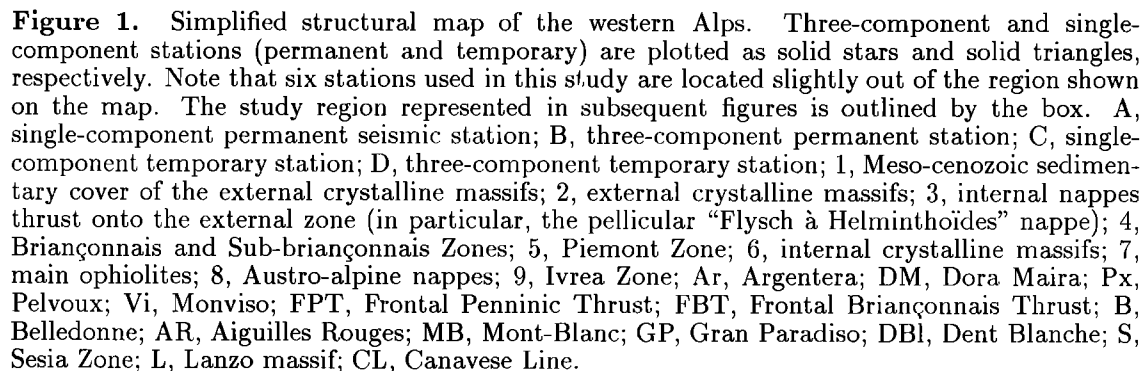 Figure 1. Simplified structural map of the western Alps. Three-component and single-
component stations (permanent and temporary) are plotted as solid stars and solid triangles,
respectively. Note that six stations used in this study are located slightly out of the region shown
on the map. The study region represented in subsequent figures is outlined by the box. A,
single-component permanent seismic station; B, three-component permanent station; C, single-
component temporary station; D, three-component temporary station; 1, Meso-cenozoic sedimen-
tary cover of the external crystalline massifs; 2, external crystalline massifs; 3, internal nappes
thrust onto the external zone (in particular, the pellicular “Flysch à Helminthoïdes” nappe); 4,
Briançonnais and Sub-briançonnais Zones; 5, Piemont Zone; 6, internal crystalline massifs; 7,
main ophiolites; 8, Austro-alpine nappes; 9, Ivrea Zone; Ar, Argentera; DM, Dora Maira; Px,
Pelvoux; Vi, Monviso; FPT, Frontal Penninic Thrust; FBT, Frontal Briançonnais Thrust; B,
Belledonne; AR, Aiguilles Rouges; MB, Mont-Blanc; GP, Gran Paradiso; DBl, Dent Blanche; S,
Sesia Zone; L, Lanzo massif; CL, Canavese Line.